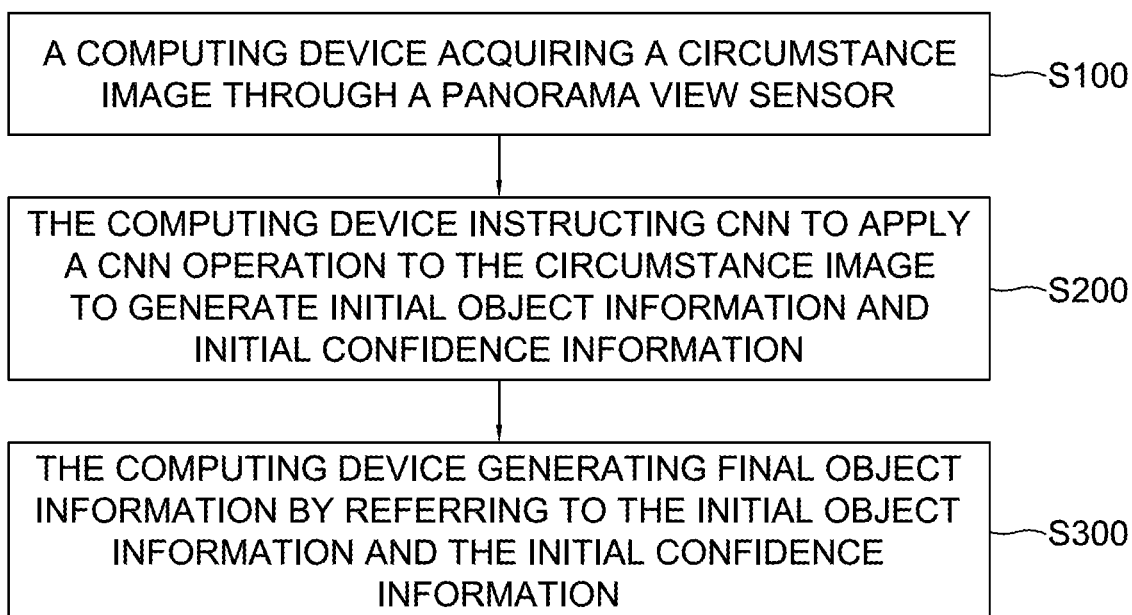 A COMPUTING DEVICE ACQUIRING A CIRCUMSTANCE
IMAGE THROUGH A PANORAMA VIEW SENSOR
S100
THE COMPUTING DEVICE INSTRUCTING CNN TO APPLY
A CNN OPERATION TO THE CIRCUMSTANCE IMAGE
TO GENERATE INITIAL OBJECT INFORMATION AND
INITIAL CONFIDENCE INFORMATION
S200
THE COMPUTING DEVICE GENERATING FINAL OBJECT
INFORMATION BY REFERRING TO THE INITIAL OBJECT
INFORMATION AND THE INITIAL CONFIDENCE
INFORMATION
S300